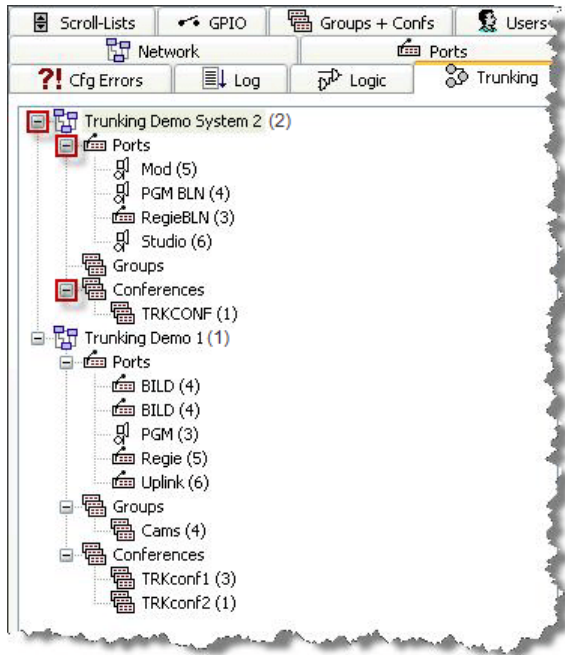 Scroll-Lists GPIO Groups + Confs Users
Network Ports
?! Cfg Errors Log Logic Trunking
Trunking Demo System 2 (2)
Ports
Mod (5)
PGM BLN (4)
RegieBLN (3)
Studio (6)
Groups
Conferences
TRKCONF (1)
Trunking Demo 1 (1)
Ports
BILD (4)
BILD (4)
PGM (3)
Regie (5)
Uplink (6)
Groups
Cams (4)
Conferences
TRKconf1 (3)
TRKconf2 (1)